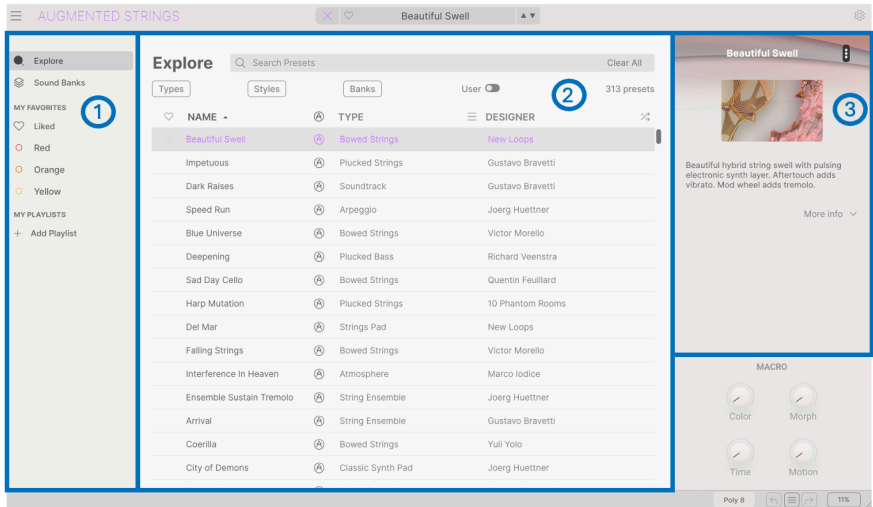 AUGMENTED STRINGS
Beautiful Swell
Explore
Sound Banks
MY FAVORITES
1
Liked
Red
Orange
Yellow
MY PLAYLISTS
+ Add Playlist
Explore
Search Presets
Clear All
Types
Styles
Banks
User
2
313 presets
NAME TYPE DESIGNER
Beautiful Swell Bowed Strings New Loops
Impetuous Plucked Strings Gustavo Bravetti
Dark Raises Soundtrack Gustavo Bravetti
Speed Run Arpeggio Joerg Huettner
Blue Universe Bowed Strings Victor Morello
Deepening Plucked Bass Richard Veenstra
Sad Day Cello Bowed Strings Quentin Feuillard
Harp Mutation Plucked Strings 10 Phantom Rooms
Del Mar Strings Pad New Loops
Falling Strings Bowed Strings Victor Morello
Interference In Heaven Atmosphere Marco Iodice
Ensemble Sustain Tremolo String Ensemble Joerg Huettner
Arrival String Ensemble Gustavo Bravetti
Coerilla Bowed Strings Yuli Yolo
City of Demons Classic Synth Pad Joerg Huettner
Beautiful Swell
3
Beautiful hybrid string swell with pulsing
electronic synth layer. Aftertouch adds
vibrato. Mod wheel adds tremolo.
More info
MACRO
Color Morph
Time Motion
Poly 8
11%